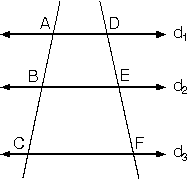 A D d₁
B E d₂
C F d₃